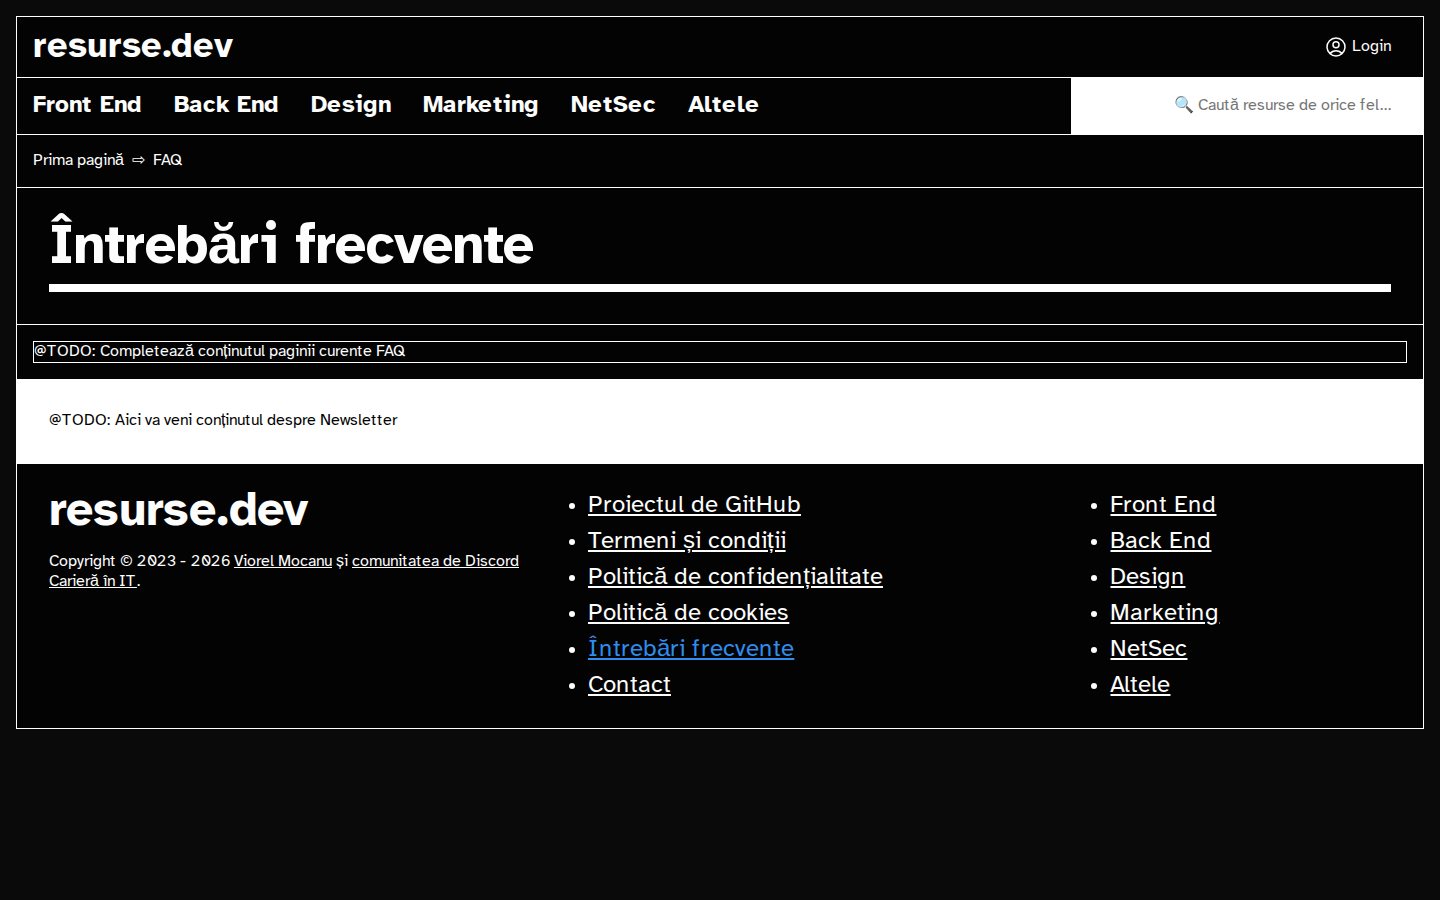 resurse.dev
Login
Front End Back End Design Marketing NetSec Altele
🔍 Caută resurse de orice fel...
Prima pagină ⇨ FAQ
Întrebări frecvente
@TODO: Completează conținutul paginii curente FAQ
@TODO: Aici va veni conținutul despre Newsletter
resurse.dev
Copyright © 2023 - 2026 Viorel Mocanu și comunitatea de Discord
Carieră în IT.
Proiectul de GitHub
Termeni și condiții
Politică de confidențialitate
Politică de cookies
Întrebări frecvente
Contact
Front End
Back End
Design
Marketing
NetSec
Altele